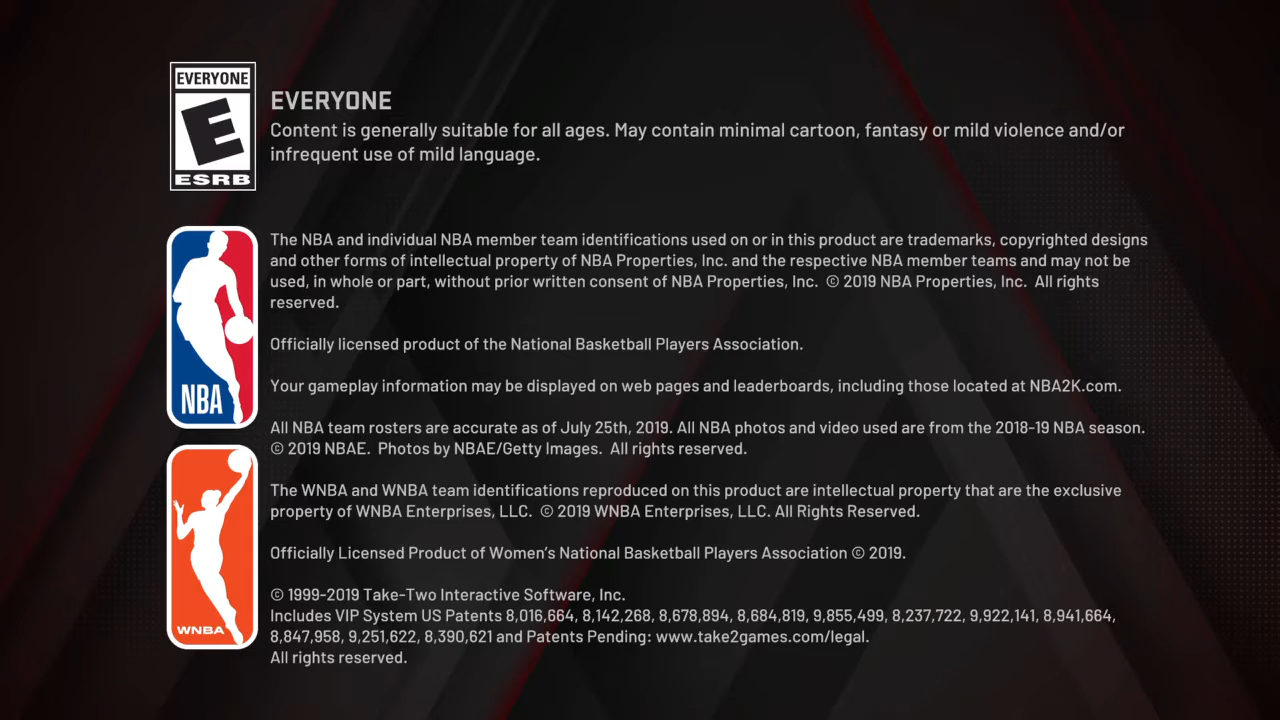 EVERYONE
E
ESRB
EVERYONE
Content is generally suitable for all ages. May contain minimal cartoon, fantasy or mild violence and/or
infrequent use of mild language.
NBA
The NBA and individual NBA member team identifications used on or in this product are trademarks, copyrighted designs
and other forms of intellectual property of NBA Properties, Inc. and the respective NBA member teams and may not be
used, in whole or part, without prior written consent of NBA Properties, Inc. © 2019 NBA Properties, Inc. All rights
reserved.
Officially licensed product of the National Basketball Players Association.
Your gameplay information may be displayed on web pages and leaderboards, including those located at NBA2K.com.
All NBA team rosters are accurate as of July 25th, 2019. All NBA photos and video used are from the 2018-19 NBA season.
© 2019 NBAE. Photos by NBAE/Getty Images. All rights reserved.
WNBA
The WNBA and WNBA team identifications reproduced on this product are intellectual property that are the exclusive
property of WNBA Enterprises, LLC. © 2019 WNBA Enterprises, LLC. All Rights Reserved.
Officially Licensed Product of Women's National Basketball Players Association © 2019.
© 1999-2019 Take-Two Interactive Software, Inc.
Includes VIP System US Patents 8,016,664, 8,142,268, 8,678,894, 8,684,819, 9,855,499, 8,237,722, 9,922,141, 8,941,664,
8,847,958, 9,251,622, 8,390,621 and Patents Pending: www.take2games.com/legal.
All rights reserved.